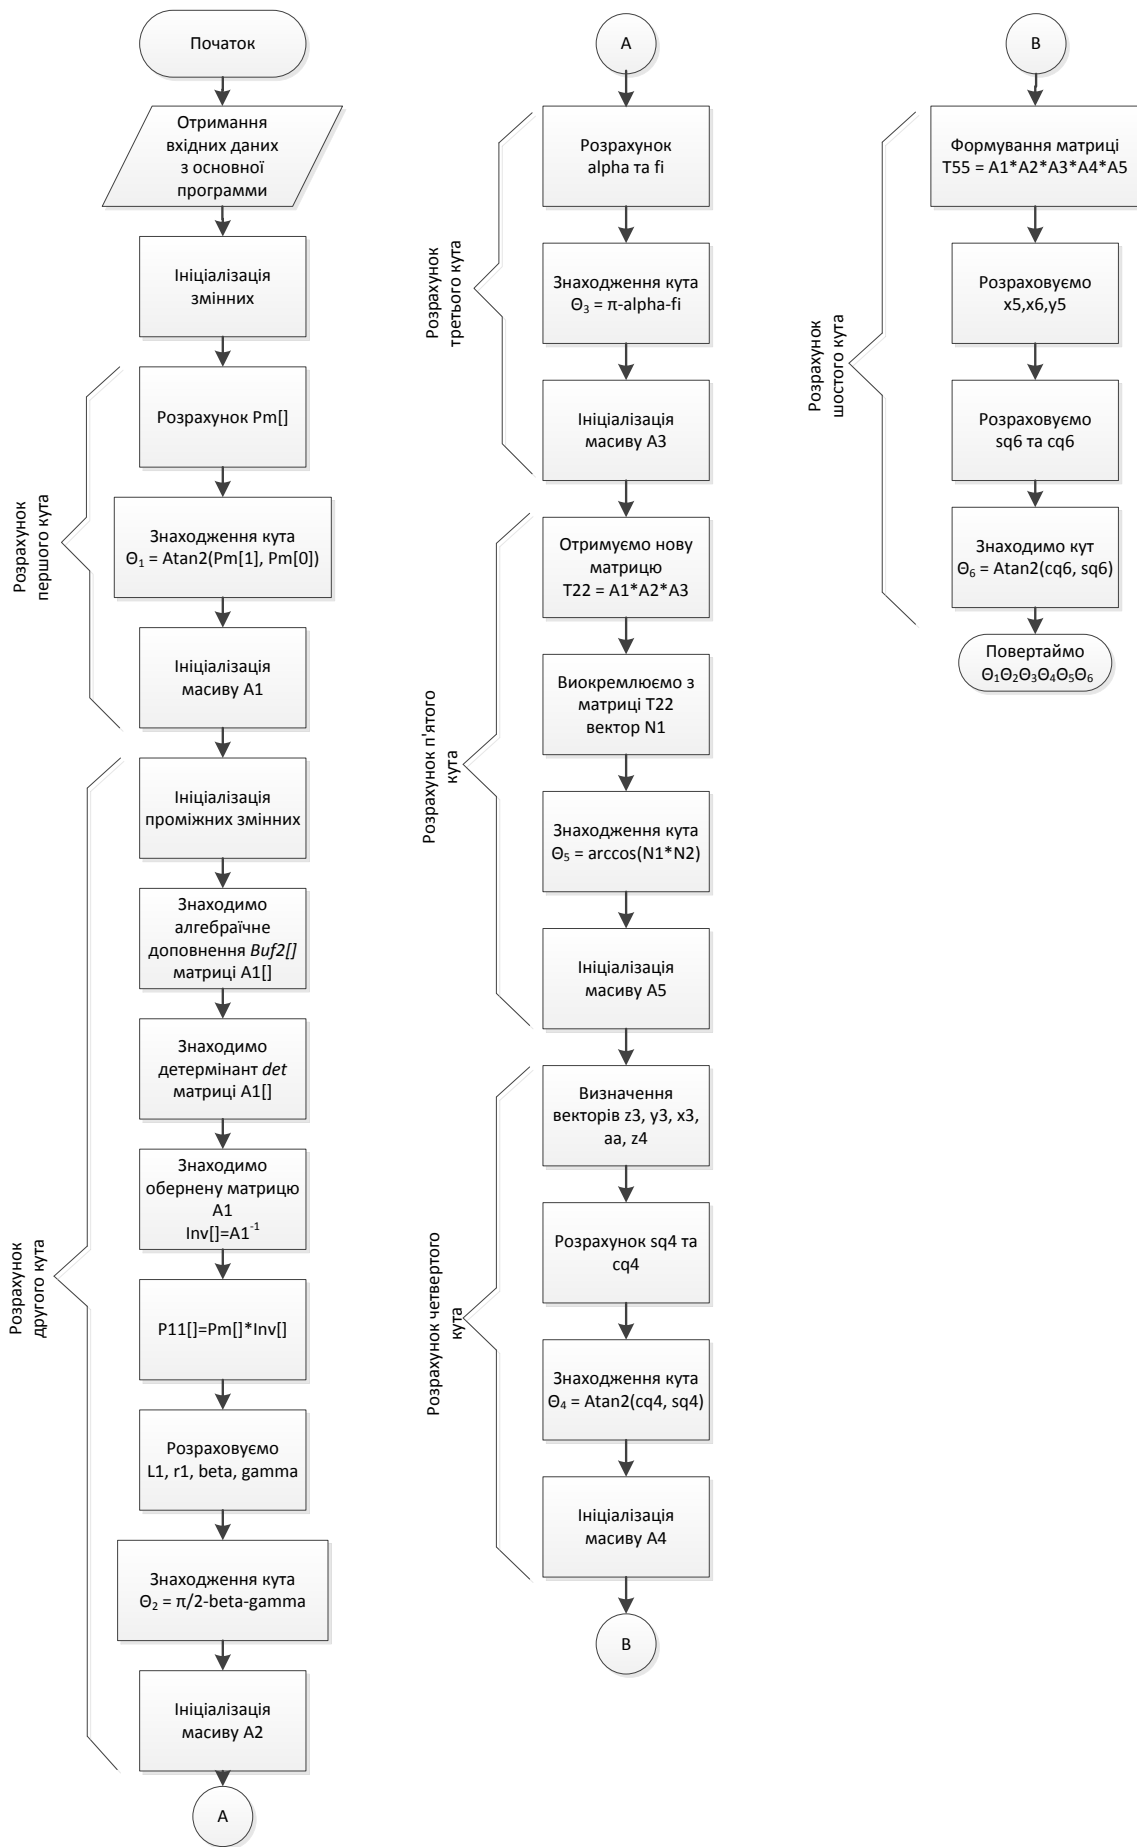 Початок
Отримання
вхідних даних
з основної
программи
Ініціалізація
змінних
Розрахунок
першого кута
Розрахунок Pm[]
Знаходження кута
Θ₁ = Atan2(Pm[1], Pm[0])
Ініціалізація
масиву A1
Розрахунок
другого кута
Ініціалізація
проміжних змінних
Знаходимо
алгебраїчне
доповнення Buf2[]
матриці A1[]
Знаходимо
детермінант det
матриці A1[]
Знаходимо
обернену матрицю
A1
Inv[]=A1⁻¹
P11[]=Pm[]*Inv[]
Розраховуємо
L1, r1, beta, gamma
Знаходження кута
Θ₂ = π/2-beta-gamma
Ініціалізація
масиву A2
A
A
Розрахунок
третього кута
Розрахунок
alpha та fi
Знаходження кута
Θ₃ = π-alpha-fi
Ініціалізація
масиву A3
Розрахунок п'ятого
кута
Отримуємо нову
матрицю
T22 = A1*A2*A3
Виокремлюємо з
матриці T22
вектор N1
Знаходження кута
Θ₅ = arccos(N1*N2)
Ініціалізація
масиву A5
Розрахунок четвертого
кута
Визначення
векторів z3, y3, x3,
aa, z4
Розрахунок sq4 та
cq4
Знаходження кута
Θ₄ = Atan2(cq4, sq4)
Ініціалізація
масиву A4
B
B
Розрахунок
шостого кута
Формування матриці
T55 = A1*A2*A3*A4*A5
Розраховуємо
x5,x6,y5
Розраховуємо
sq6 та cq6
Знаходимо кут
Θ₆ = Atan2(cq6, sq6)
Повертаймо
Θ₁Θ₂Θ₃Θ₄Θ₅Θ₆